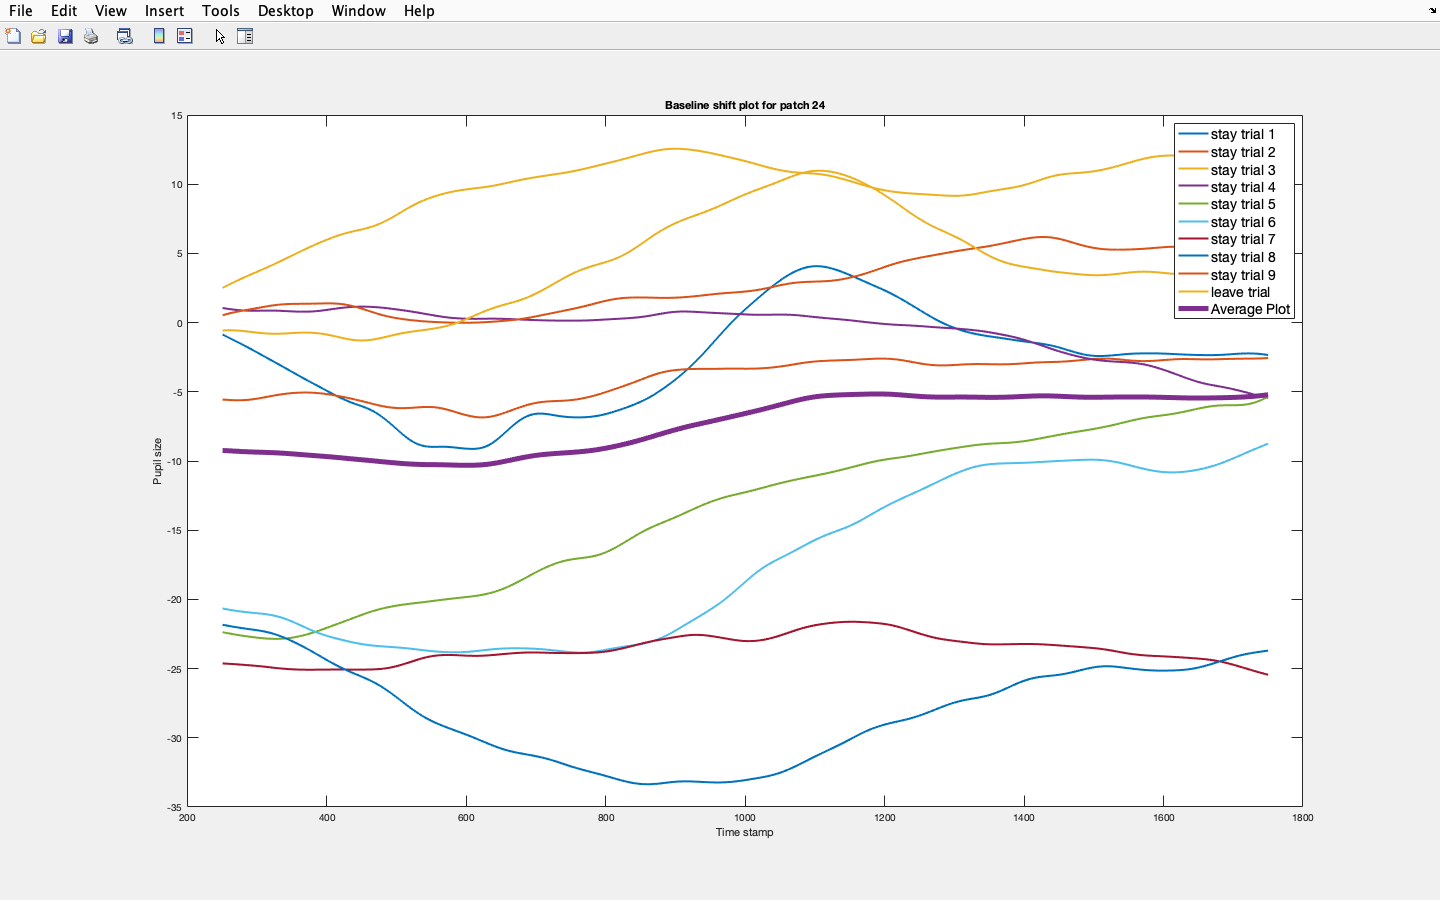 File Edit View Insert Tools Desktop Window Help
Baseline shift plot for patch 24
15
10
5
0
-5
-10
-15
-20
-25
-30
-35
Pupil size
stay trial 1
stay trial 2
stay trial 3
stay trial 4
stay trial 5
stay trial 6
stay trial 7
stay trial 8
stay trial 9
leave trial
Average Plot
200 400 600 800 1000 1200 1400 1600 1800
Time stamp